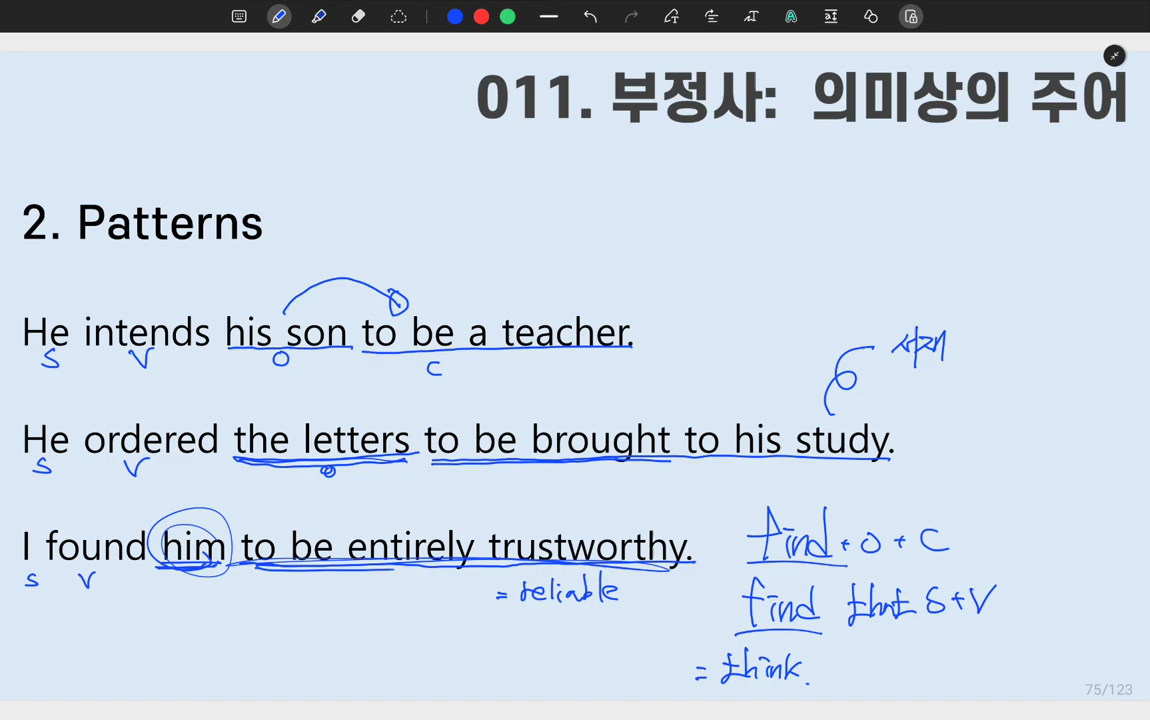 011. 부정사: 의미상의 주어
2. Patterns
He intends his son to be a teacher.
S V O C
서재
He ordered the letters to be brought to his study.
S V O
I found him to be entirely trustworthy.
S V
find + O + C
= reliable
find that S+V
= think.
75/123